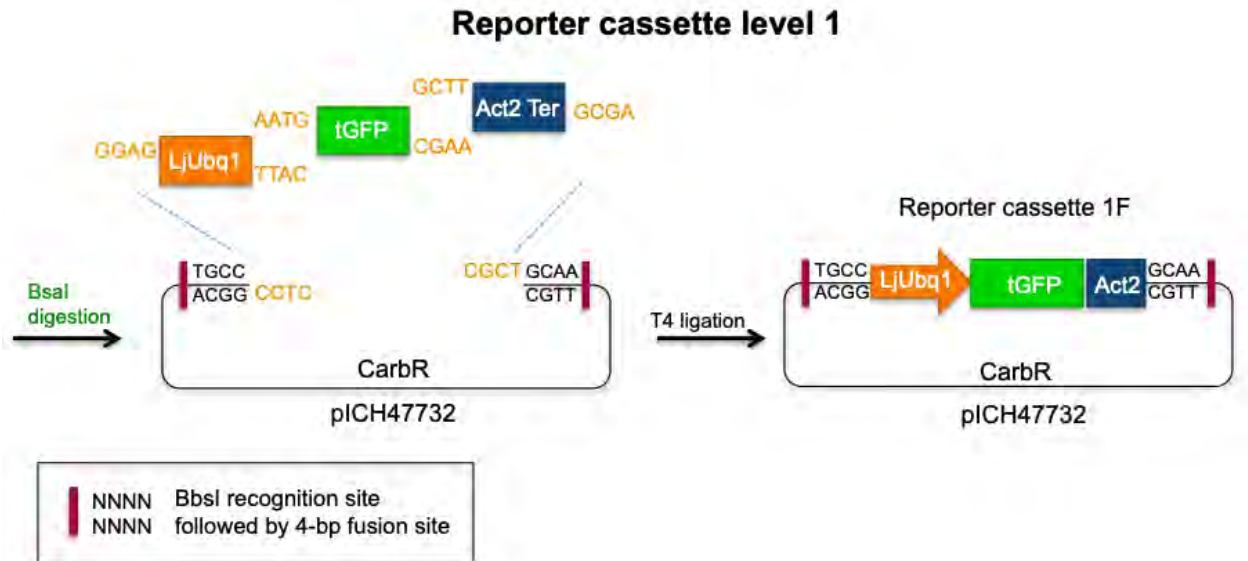 Reporter cassette level 1
GCTT
Act2 Ter
GCGA
AATG
tGFP
CGAA
GGAG
LjUbq1
TTAC
Reporter cassette 1F
BsaI
digestion
TGCC
ACGG
CCTC
CGCT
GCAA
CGTT
CarbR
pICH47732
T4 ligation
TGCC
ACGG
LjUbq1
tGFP
Act2
GCAA
CGTT
CarbR
pICH47732
NNNN BbsI recognition site
NNNN followed by 4-bp fusion site